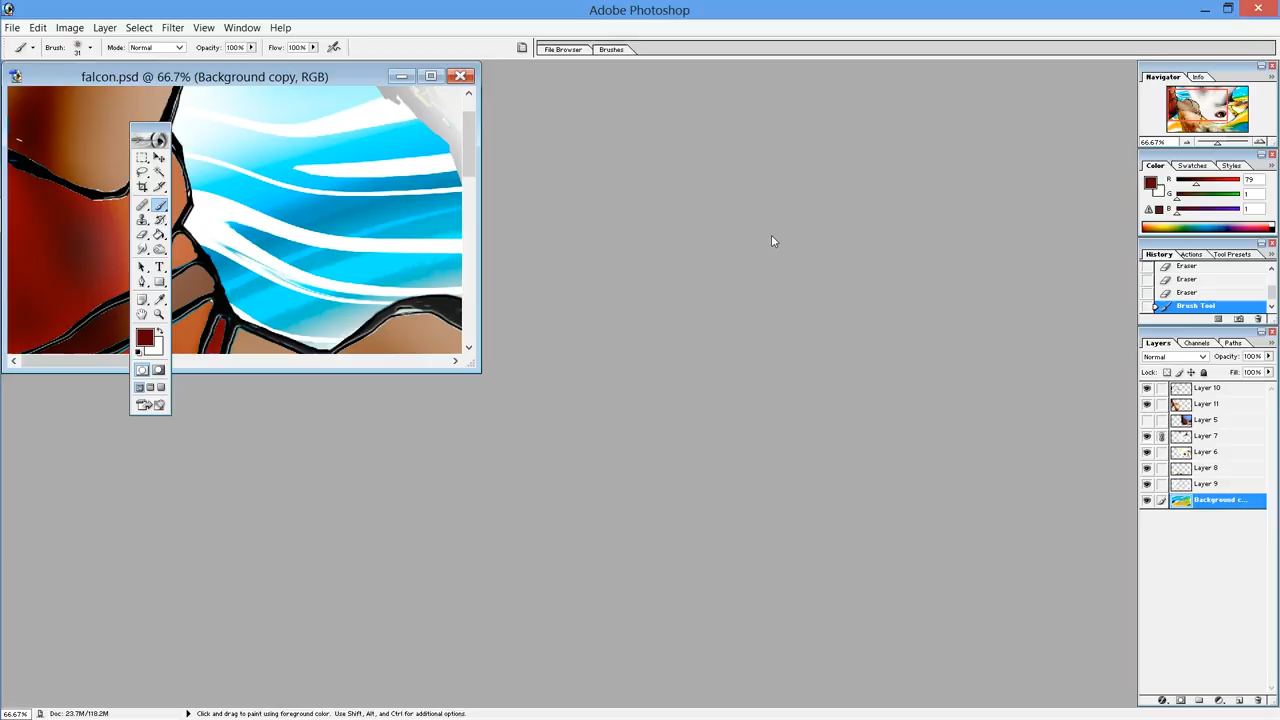 Adobe Photoshop
File Edit Image Layer Select Filter View Window Help
Brush: 31 Mode: Normal Opacity: 100% Flow: 100% File Browser Brushes
falcon.psd @ 66.7% (Background copy, RGB)
Navigator Info
66.67%
Color Swatches Styles
R 79
G 1
B 1
History Actions Tool Presets
Eraser
Eraser
Eraser
Brush Tool
Layers Channels Paths
Normal Opacity: 100%
Lock: Fill: 100%
Layer 10
Layer 11
Layer 5
Layer 7
Layer 6
Layer 8
Layer 9
Background c...
66.67% Doc: 23.7M/118.2M Click and drag to paint using foreground color. Use Shift, Alt, and Ctrl for additional options.